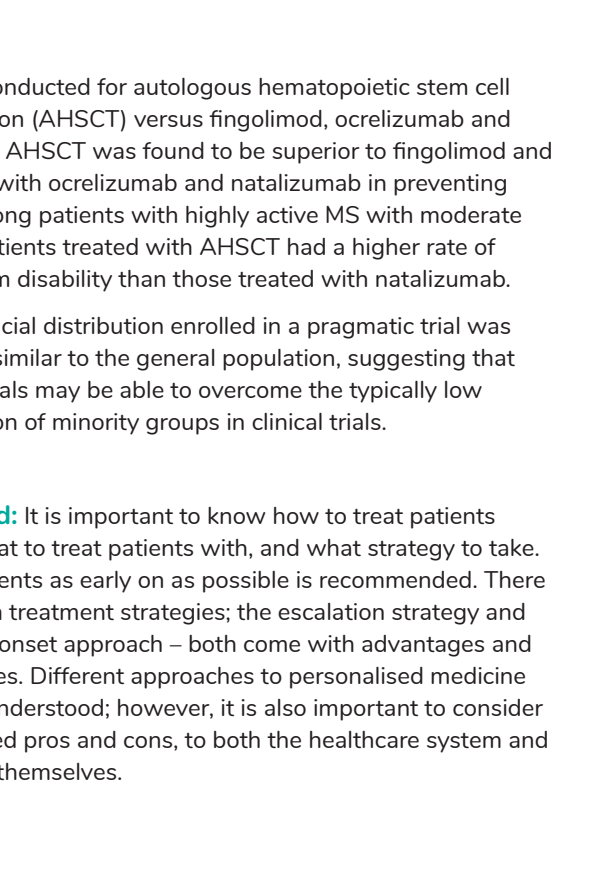 onducted for autologous hematopoietic stem cell
on (AHSCT) versus fingolimod, ocrelizumab and
AHSCT was found to be superior to fingolimod and
with ocrelizumab and natalizumab in preventing
ong patients with highly active MS with moderate
tients treated with AHSCT had a higher rate of
m disability than those treated with natalizumab.
cial distribution enrolled in a pragmatic trial was
similar to the general population, suggesting that
als may be able to overcome the typically low
on of minority groups in clinical trials.
d: It is important to know how to treat patients
at to treat patients with, and what strategy to take.
ents as early on as possible is recommended. There
n treatment strategies; the escalation strategy and
onset approach – both come with advantages and
es. Different approaches to personalised medicine
nderstood; however, it is also important to consider
ed pros and cons, to both the healthcare system and
themselves.